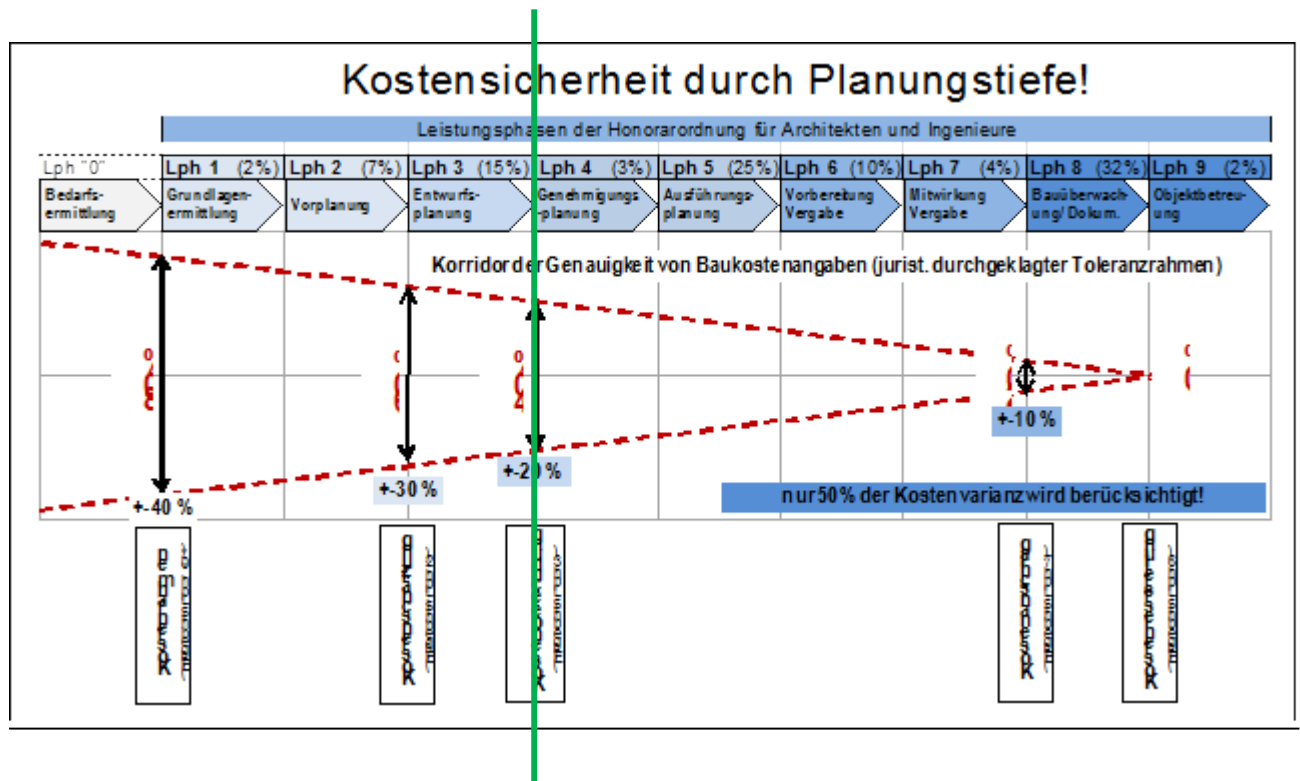 Kostensicherheit durch Planungstiefe!
Leistungsphasen der Honorarordnung für Architekten und Ingenieure
Lph "0"
Lph 1 (2%)
Lph 2 (7%)
Lph 3 (15%)
Lph 4 (3%)
Lph 5 (25%)
Lph 6 (10%)
Lph 7 (4%)
Lph 8 (32%)
Lph 9 (2%)
Bedarfs-
ermittlung
Grundlagen-
ermittlung
Vorplanung
Entwurfs-
planung
Genehmigungs
-planung
Ausführungs-
planung
Vorbereitung
Vergabe
Mitwirkung
Vergabe
Bauüberwach-
ung/ Dokum.
Objektbetreu-
ung
Korridor der Genauigkeit von Baukostenangaben (jurist. durchgeklagter Toleranzrahmen)
+-40 %
+-30 %
+-20 %
+-10 %
nur 50% der Kostenvarianz wird berücksichtigt!